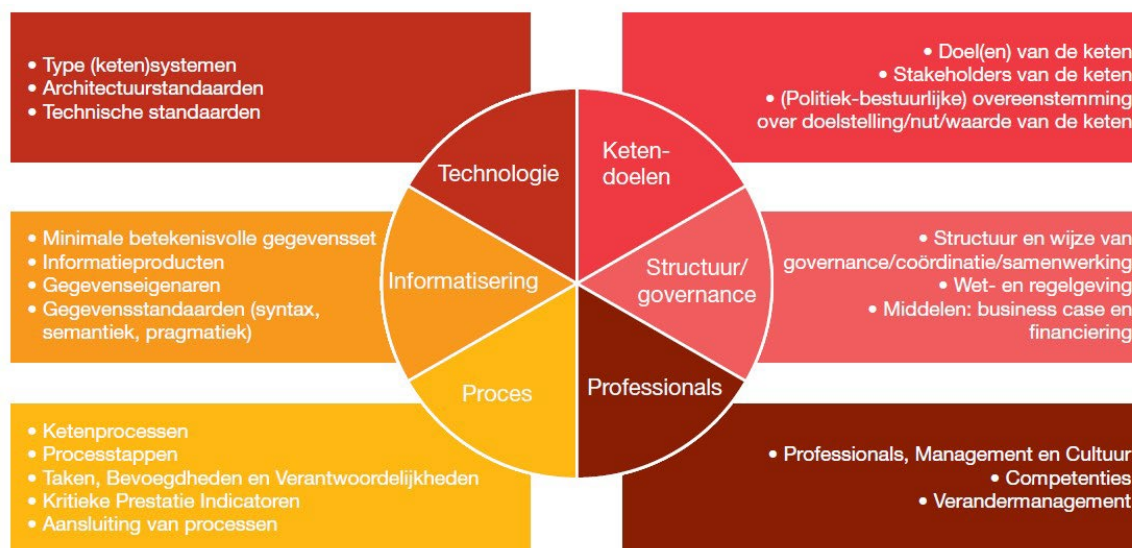 • Type (keten)systemen
• Architectuurstandaarden
• Technische standaarden
• Doel(en) van de keten
• Stakeholders van de keten
• (Politiek-bestuurlijke) overeenstemming
over doelstelling/nut/waarde van de keten
Technologie
Keten-
doelen
• Minimale betekenisvolle gegevensset
• Informatieproducten
• Gegevenseigenaren
• Gegevensstandaarden (syntax,
semantiek, pragmatiek)
Informatisering
Structuur/
governance
• Structuur en wijze van
governance/coördinatie/samenwerking
• Wet- en regelgeving
• Middelen: business case en
financiering
Proces
Professionals
• Ketenprocessen
• Processtappen
• Taken, Bevoegdheden en Verantwoordelijkheden
• Kritieke Prestatie Indicatoren
• Aansluiting van processen
• Professionals, Management en Cultuur
• Competenties
• Verandermanagement